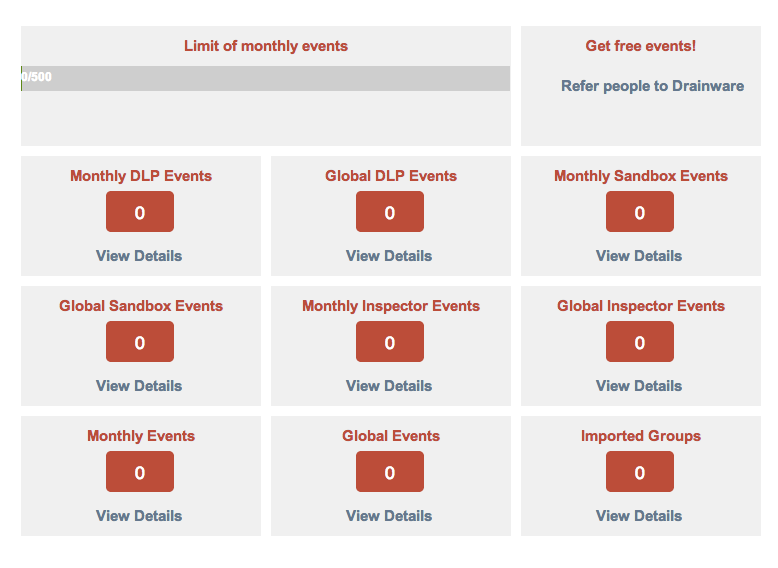 Limit of monthly events
0/500
Get free events!
Refer people to Drainware
Monthly DLP Events
0
View Details
Global DLP Events
0
View Details
Monthly Sandbox Events
0
View Details
Global Sandbox Events
0
View Details
Monthly Inspector Events
0
View Details
Global Inspector Events
0
View Details
Monthly Events
0
View Details
Global Events
0
View Details
Imported Groups
0
View Details